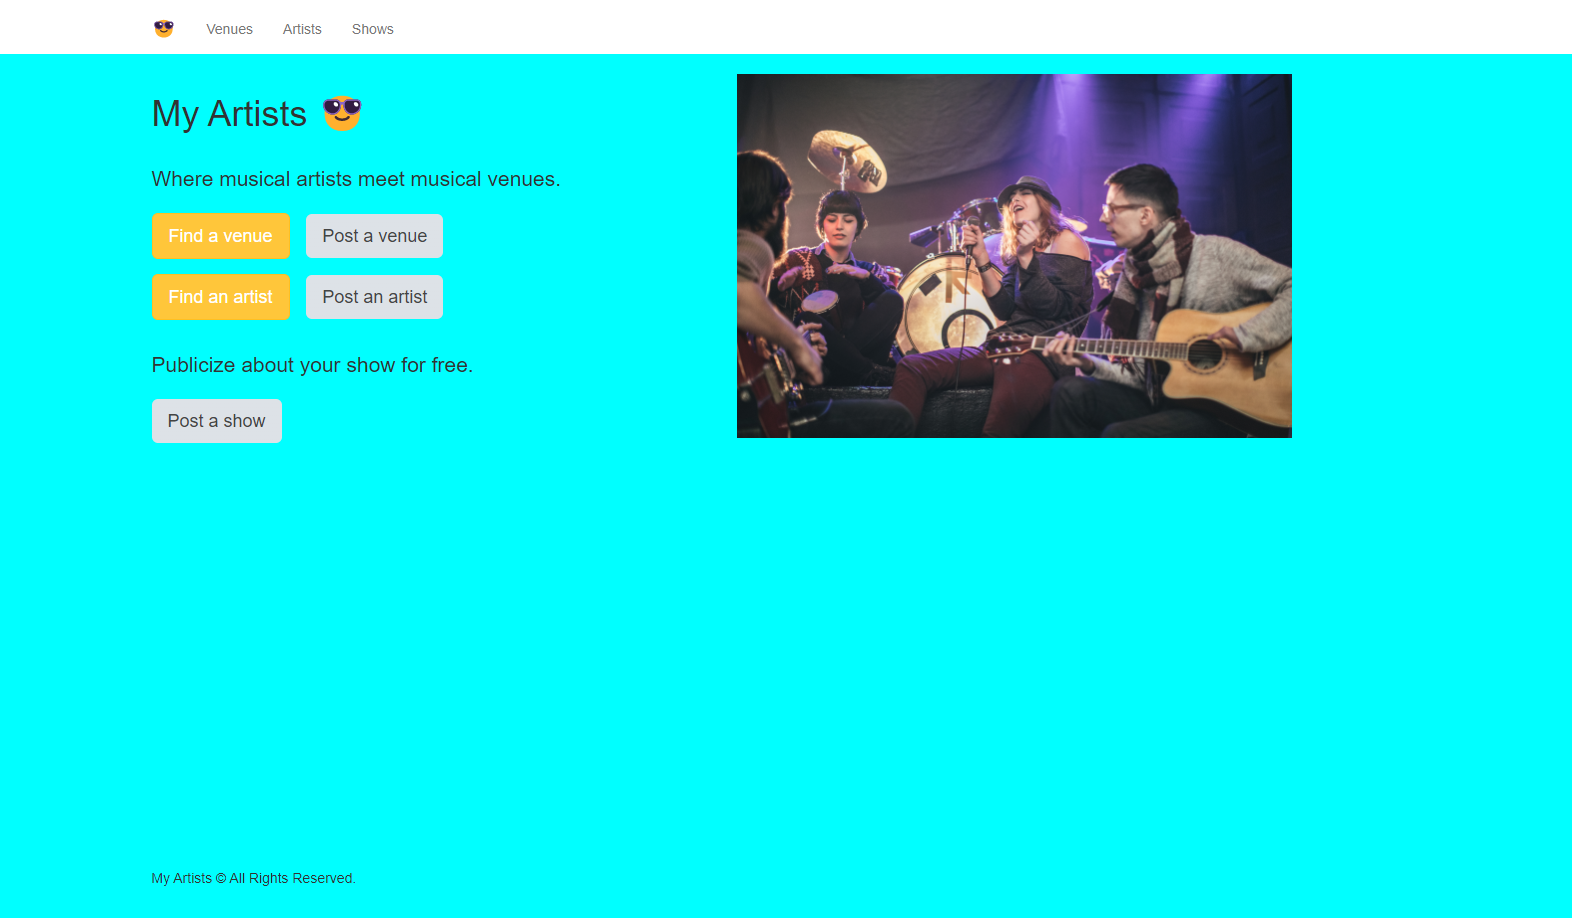 Venues Artists Shows
My Artists
Where musical artists meet musical venues.
Find a venue Post a venue
Find an artist Post an artist
Publicize about your show for free.
Post a show
My Artists © All Rights Reserved.